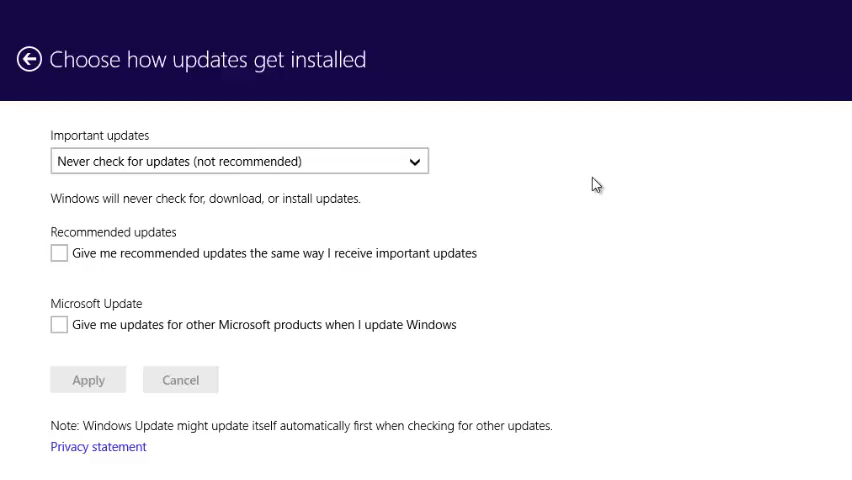 Choose how updates get installed
Important updates
Never check for updates (not recommended)
Windows will never check for, download, or install updates.
Recommended updates
Give me recommended updates the same way I receive important updates
Microsoft Update
Give me updates for other Microsoft products when I update Windows
Apply Cancel
Note: Windows Update might update itself automatically first when checking for other updates.
Privacy statement